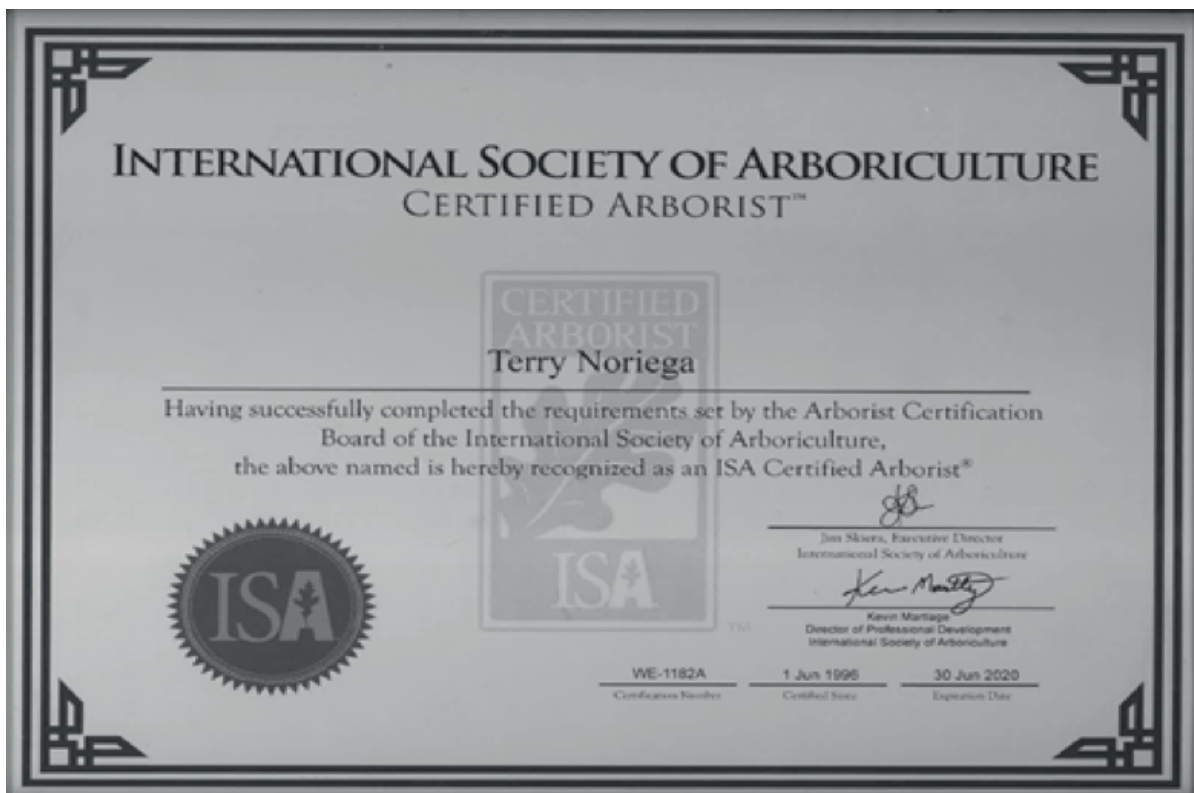 INTERNATIONAL SOCIETY OF ARBORICULTURE
CERTIFIED ARBORIST™
CERTIFIED
ARBORIST
Terry Noriega
Having successfully completed the requirements set by the Arborist Certification
Board of the International Society of Arboriculture,
the above named is hereby recognized as an ISA Certified Arborist®
Jim Skiera, Executive Director
International Society of Arboriculture
Kevin Martlage
Director of Professional Development
International Society of Arboriculture
ISA
ISA
TM
WE-1182A 1 Jun 1996 30 Jun 2020
Certification Number Certified Since Expiration Date